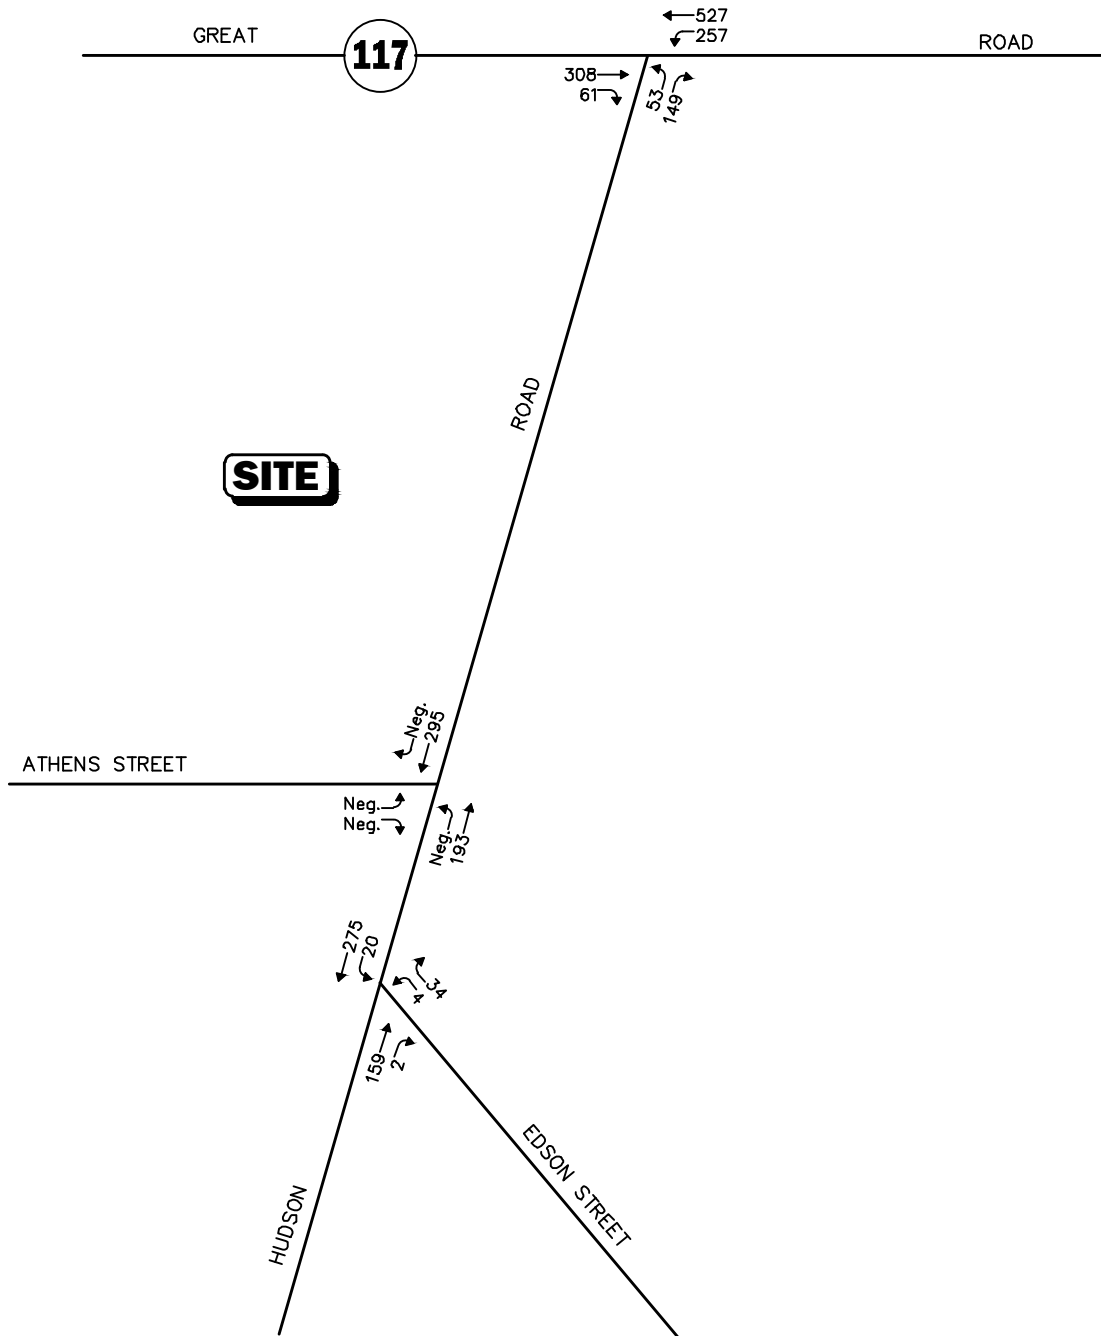 527
GREAT
257
ROAD
117
308
61
53
149
ROAD
SITE
Neg.
295
ATHENS STREET
Neg.
Neg.
Neg.
193
275
20
34
4
159
2
EDSON STREET
HUDSON